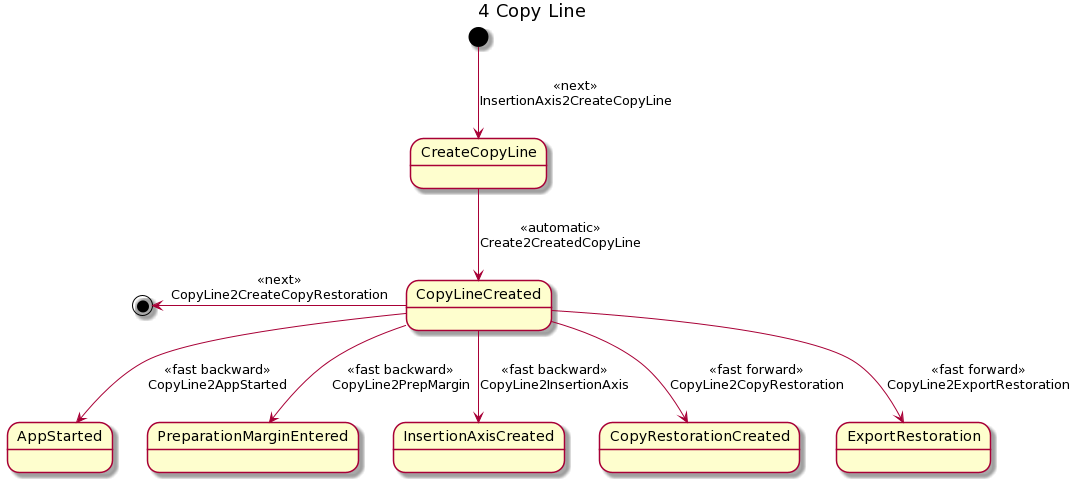 4 Copy Line
«next»
InsertionAxis2CreateCopyLine
CreateCopyLine
«automatic»
Create2CreatedCopyLine
«next»
CopyLine2CreateCopyRestoration
CopyLineCreated
«fast backward»
CopyLine2AppStarted
«fast backward»
CopyLine2PrepMargin
«fast backward»
CopyLine2InsertionAxis
«fast forward»
CopyLine2CopyRestoration
«fast forward»
CopyLine2ExportRestoration
AppStarted
PreparationMarginEntered
InsertionAxisCreated
CopyRestorationCreated
ExportRestoration